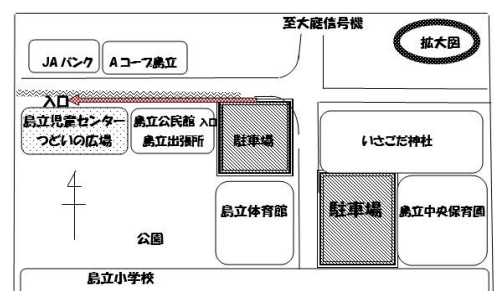 至大庭信号機
拡大図
JAバンク
Aコープ島立
入口
島立児童センター
つどいの広場
島立公民館 入口
島立出張所
駐車場
いさごだ神社
島立体育館
駐車場
島立中央保育園
公園
島立小学校